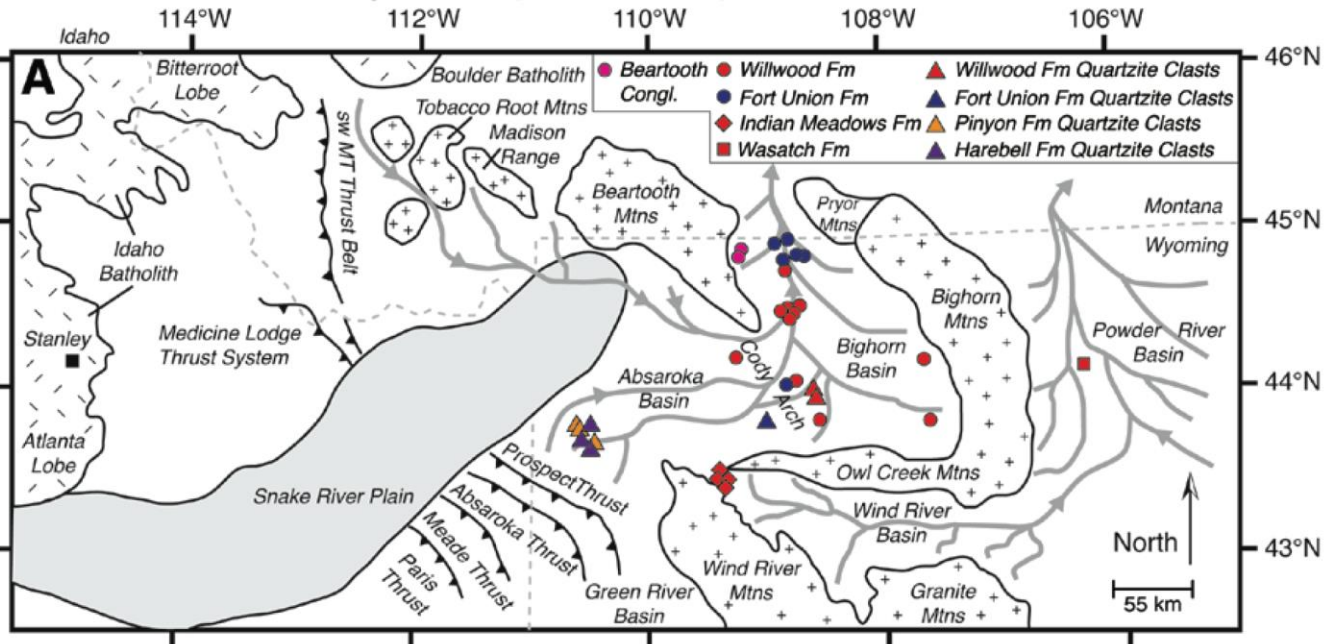 114°W
112°W
110°W
108°W
106°W
Idaho
A
Bitterroot
Lobe
Boulder Batholith
Beartooth
Congl.
Willwood Fm
Fort Union Fm
Indian Meadows Fm
Wasatch Fm
Willwood Fm Quartzite Clasts
Fort Union Fm Quartzite Clasts
Pinyon Fm Quartzite Clasts
Harebell Fm Quartzite Clasts
46°N
Tobacco Root Mtns
Madison
Range
sw MT Thrust Belt
Beartooth
Mtns
Pryor
Mtns
Montana
Wyoming
45°N
Idaho
Batholith
Stanley
Medicine Lodge
Thrust System
Bighorn
Mtns
Powder River
Basin
Cody
Arch
Bighorn
Basin
Absaroka
Basin
44°N
Atlanta
Lobe
Snake River Plain
Prospect Thrust
Absaroka Thrust
Meade Thrust
Paris
Thrust
Owl Creek Mtns
Wind River
Basin
Wind River
Mtns
Green River
Basin
Granite
Mtns
North
43°N
55 km